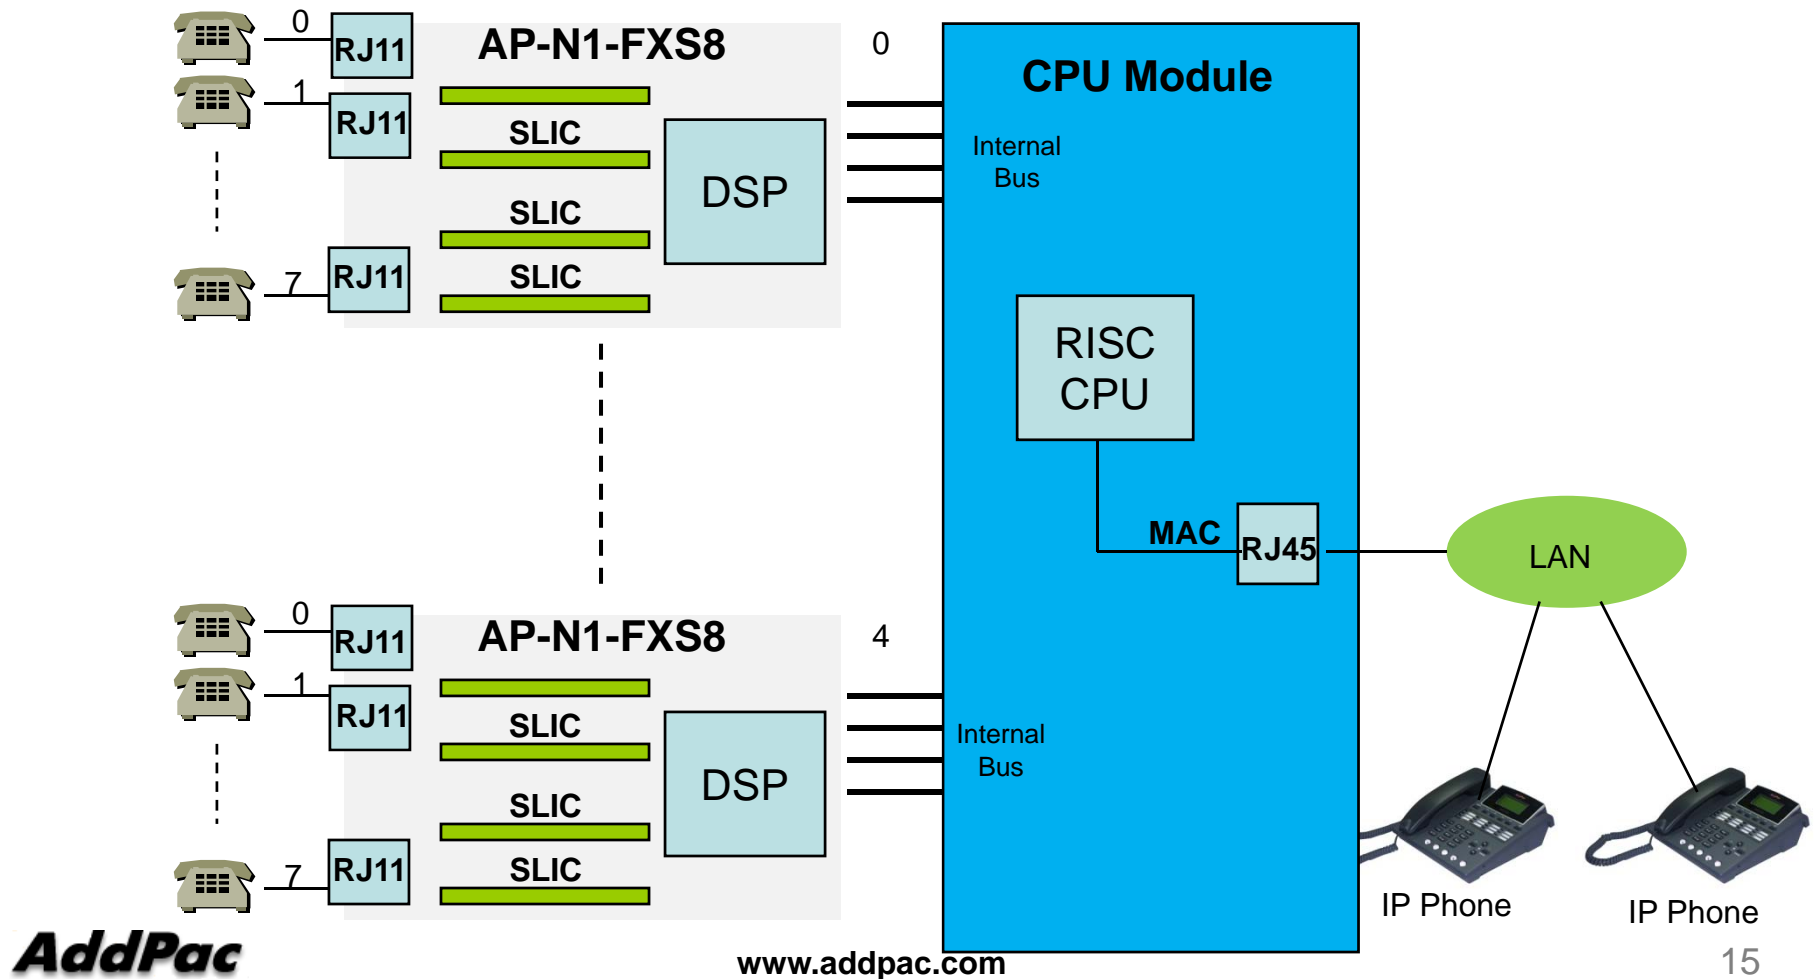 0
RJ11
AP-N1-FXS8
0
CPU Module
1
RJ11
SLIC
DSP
Internal
Bus
SLIC
7
RJ11
SLIC
RISC
CPU
MAC
RJ45
LAN
0
RJ11
AP-N1-FXS8
4
1
RJ11
SLIC
DSP
Internal
Bus
SLIC
7
RJ11
SLIC
IP Phone
IP Phone
AddPac
www.addpac.com
15